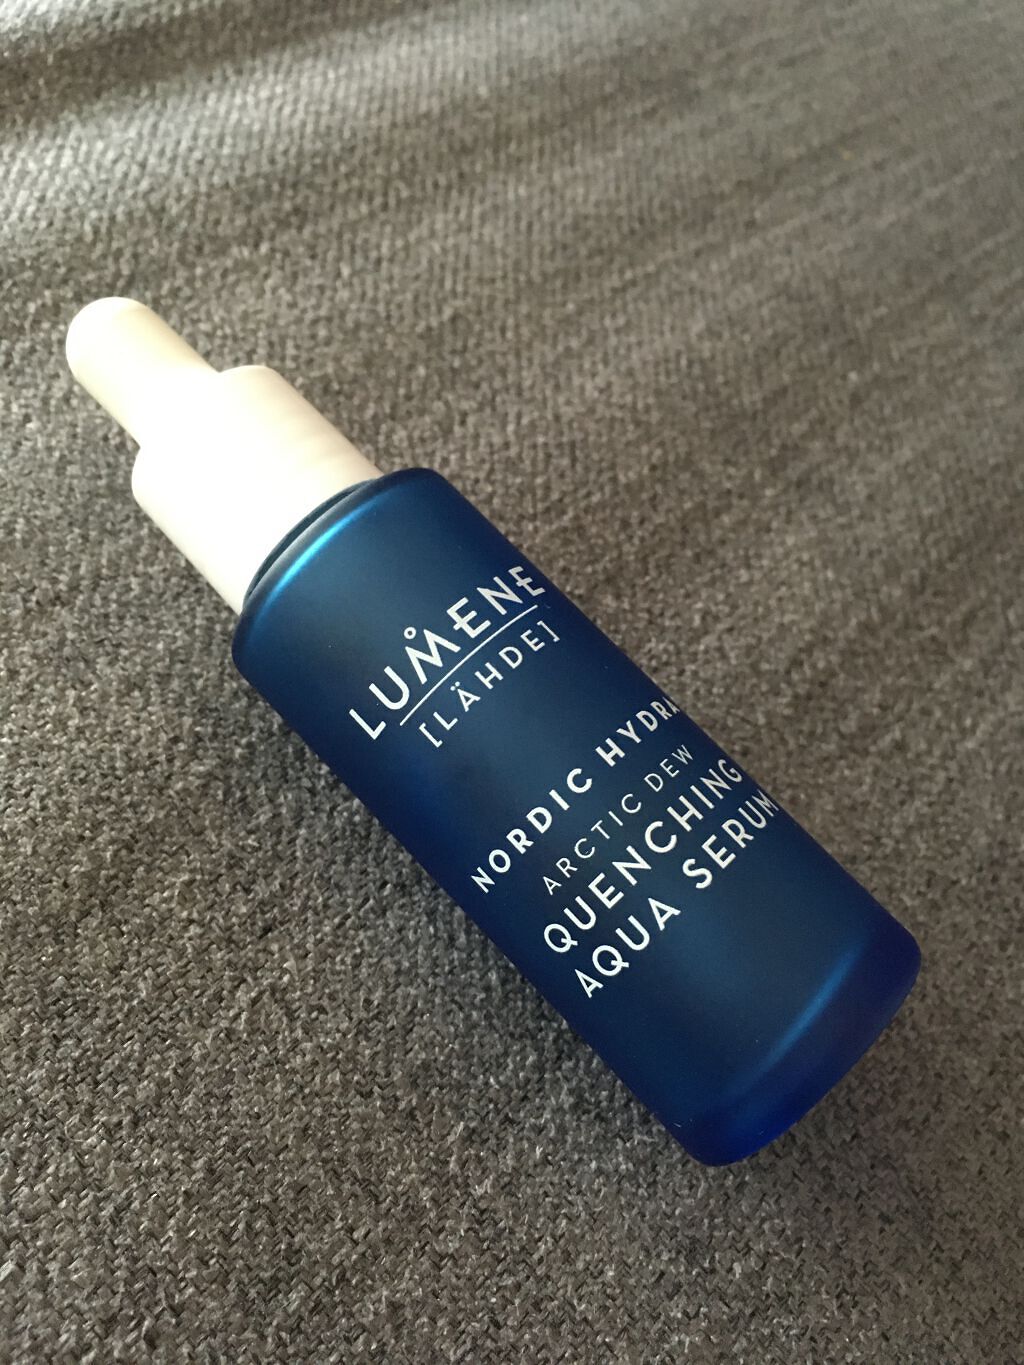 LUMENE
[LÄHDE]
NORDIC HYDRA
ARCTIC DEW
QUENCHING
AQUA SERUM